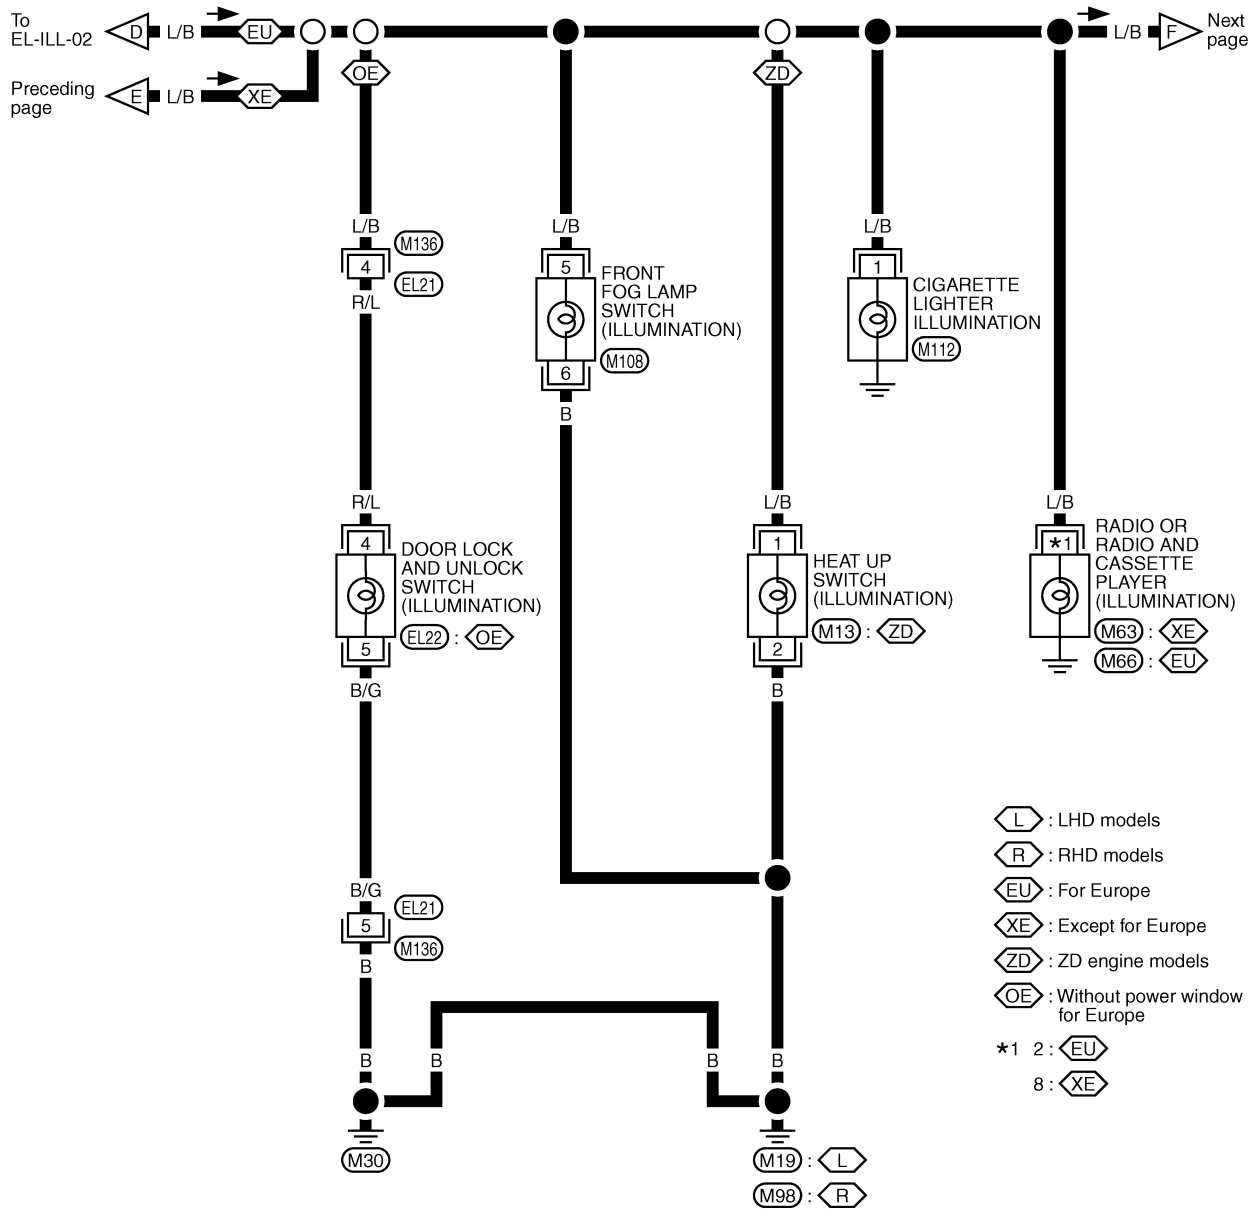 To
EL-ILL-02
D
L/B
EU
L/B
F
Next
page
Preceding
page
E
L/B
XE
OE
ZD
L/B
M136
4
EL21
R/L
L/B
5
FRONT
FOG LAMP
SWITCH
(ILLUMINATION)
M108
6
B
L/B
1
CIGARETTE
LIGHTER
ILLUMINATION
M112
R/L
4
DOOR LOCK
AND UNLOCK
SWITCH
(ILLUMINATION)
EL22 : OE
5
B/G
L/B
1
HEAT UP
SWITCH
(ILLUMINATION)
M13 : ZD
2
B
L/B
*1
RADIO OR
RADIO AND
CASSETTE
PLAYER
(ILLUMINATION)
M63 : XE
M66 : EU
B/G
EL21
5
M136
B
B
B
B
B
M30
M19 : L
M98 : R
L : LHD models
R : RHD models
EU : For Europe
XE : Except for Europe
ZD : ZD engine models
OE : Without power window
for Europe
*1 2 : EU
8 : XE